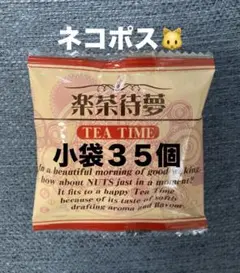 ネコポス🐱
楽茶待夢
TEA TIME
小袋35個
In a beautiful morning of good waking
how about NUTS just in a moment?
It fits to a happy Tea Time
because of its taste of softly
drafting aroma and flavour.